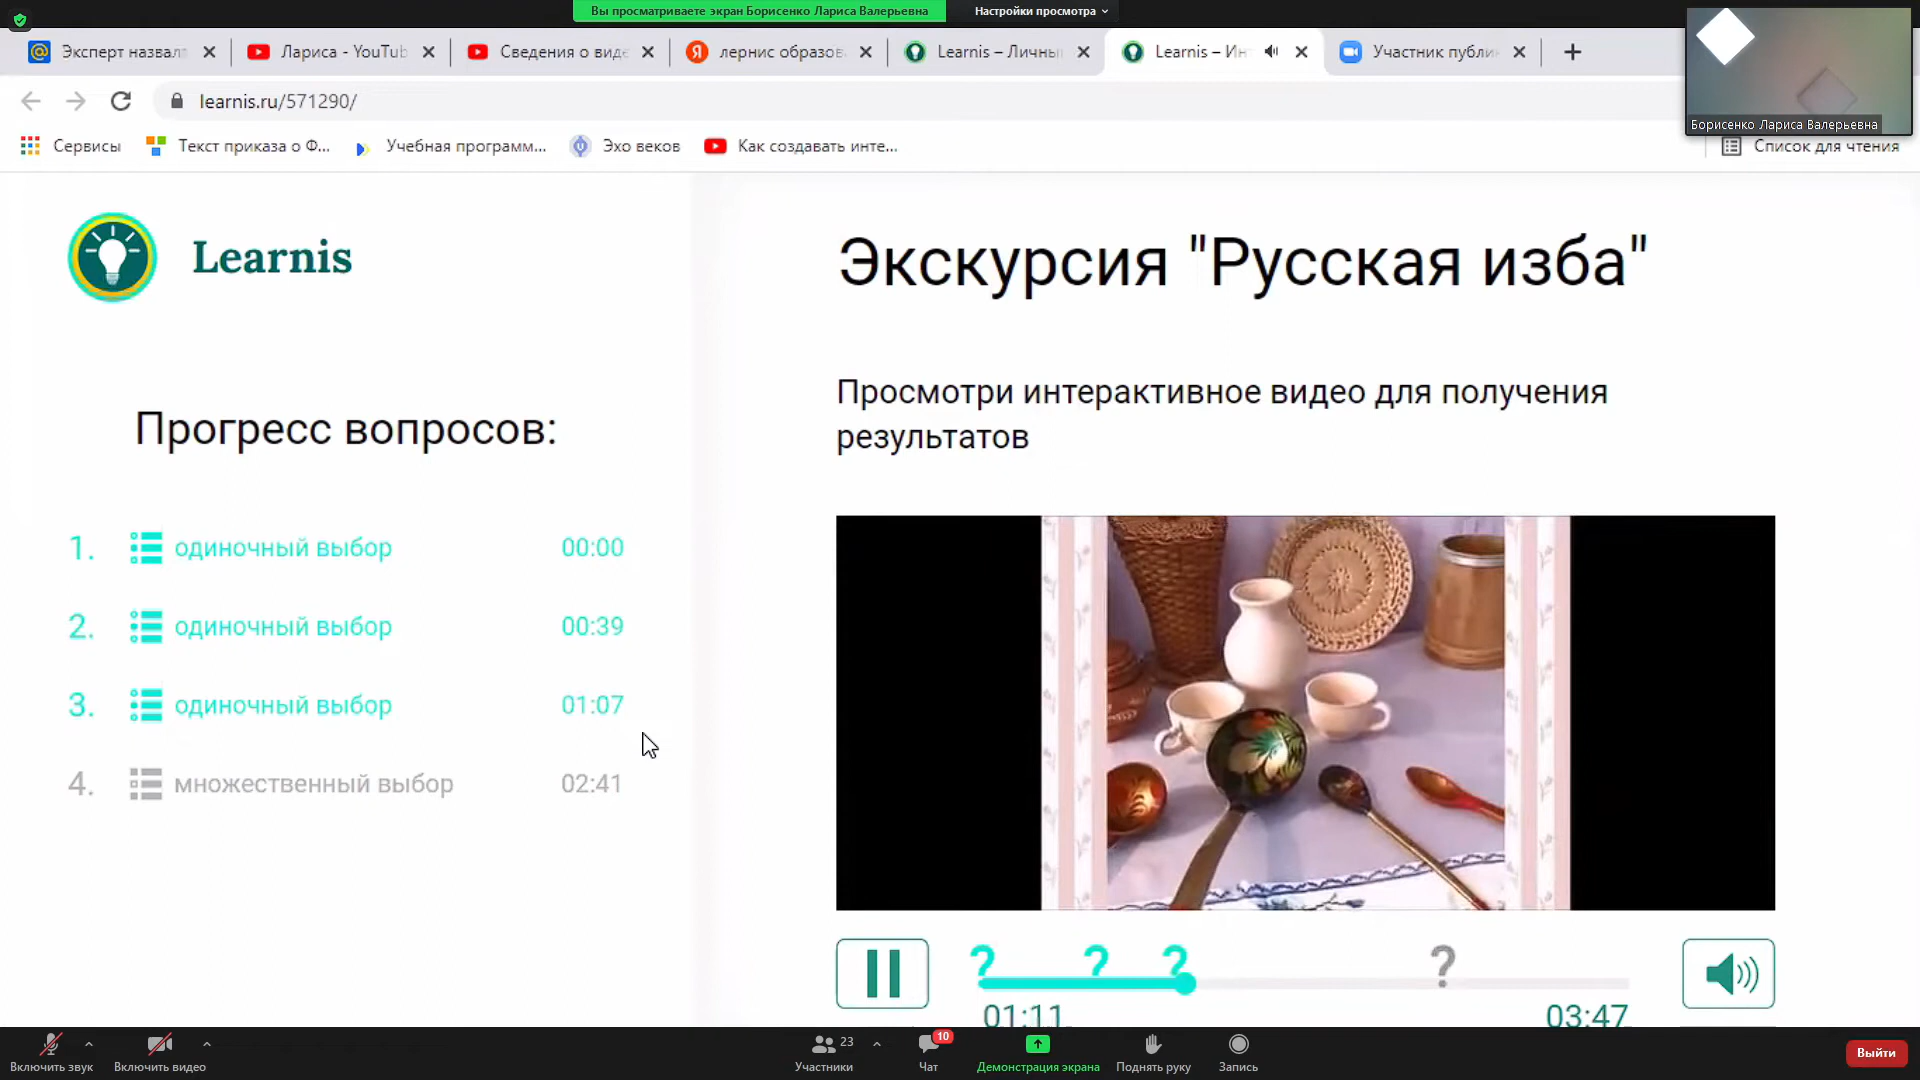 Вы просматриваете экран Борисенко Лариса Валерьевна
Настройки просмотра
Эксперт назвал
Лариса - YouTub
Сведения о виде
лернис образов
Learnis – Личны
Learnis – Ин
Участник публи
learnis.ru/571290/
Борисенко Лариса Валерьевна
Сервисы
Текст приказа о Ф...
Учебная программ...
Эхо веков
Как создавать инте...
Список для чтения
Learnis
Экскурсия "Русская изба"
Просмотри интерактивное видео для получения
результатов
Прогресс вопросов:
1. одиночный выбор 00:00
2. одиночный выбор 00:39
3. одиночный выбор 01:07
4. множественный выбор 02:41
? ? ? ?
01:11 03:47
Включить звук
Включить видео
Участники 23
Чат 10
Демонстрация экрана
Поднять руку
Запись
Выйти